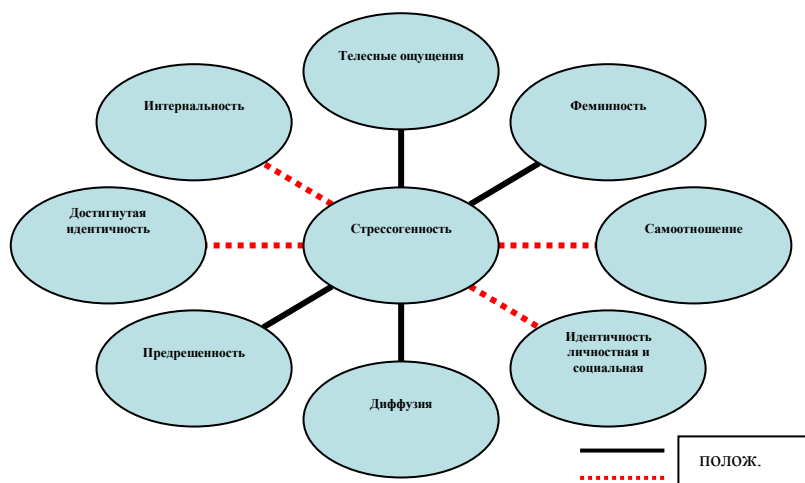 Телесные ощущения
Интернальность
Феминность
Достигнутая
идентичность
Стрессогенность
Самоотношение
Предрешенность
Идентичность
личностная и
социальная
Диффузия
полож.